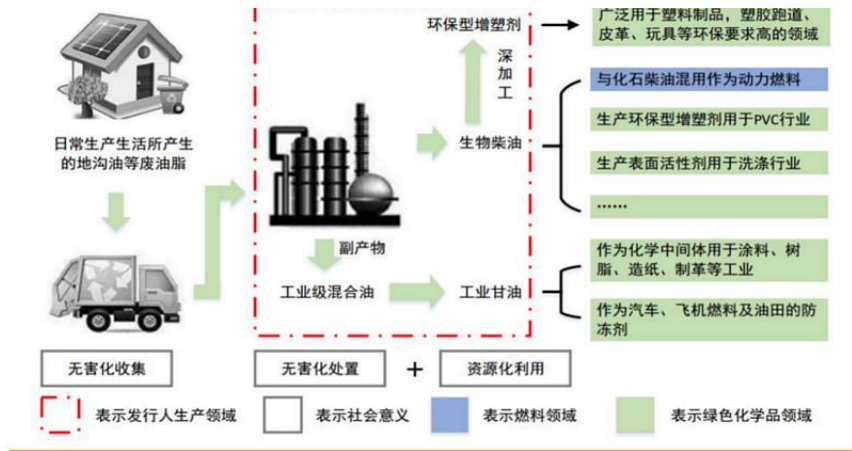 环保型增塑剂
广泛用于塑料制品，塑胶跑道、
皮革、玩具等环保要求高的领域
深
加
工
与化石柴油混用作为动力燃料
日常生产生活所产生
的地沟油等废油脂
生物柴油
生产环保型增塑剂用于PVC行业
生产表面活性剂用于洗涤行业
……
副产物
工业级混合油
工业甘油
作为化学中间体用于涂料、树
脂、造纸、制革等工业
作为汽车、飞机燃料及油田的防
冻剂
无害化收集
无害化处置
+
资源化利用
表示发行人生产领域
表示社会意义
表示燃料领域
表示绿色化学品领域